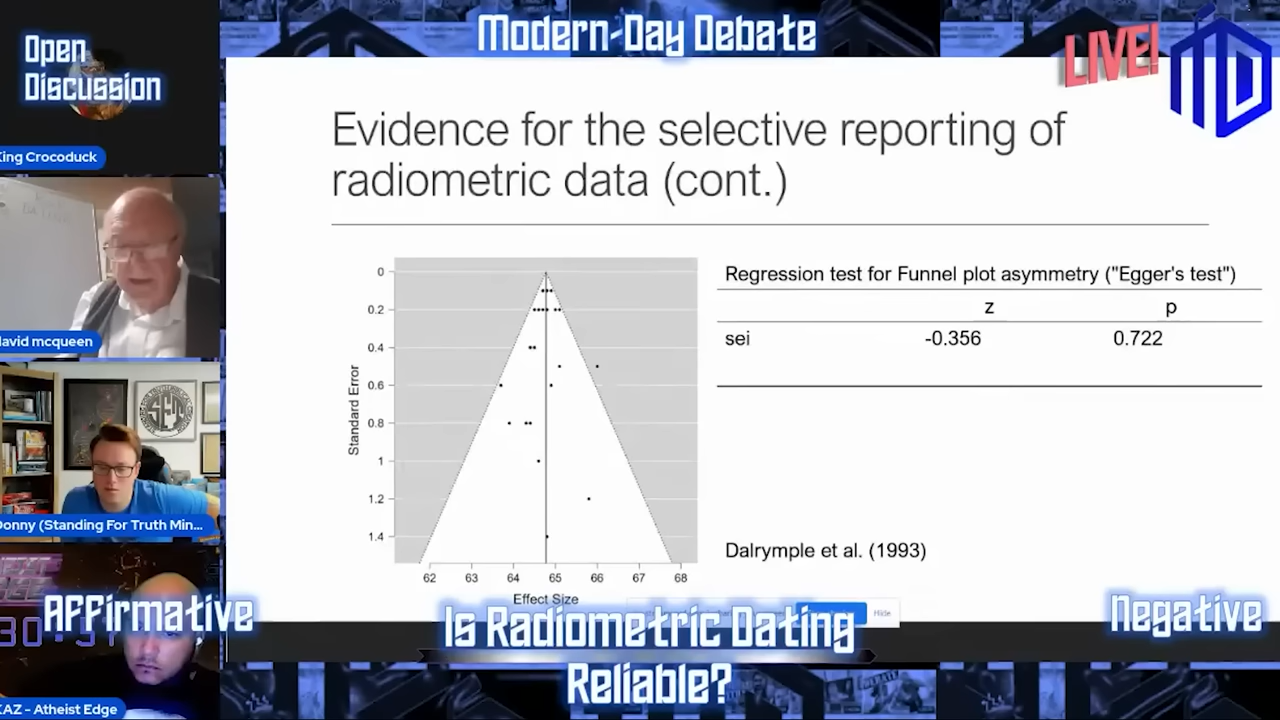 Modern-Day Debate
LIVE!
Open
Discussion
King Crocoduck
david mcqueen
SFT
Donny (Standing For Truth Min...
Affirmative
KAZ - Atheist Edge
Evidence for the selective reporting of
radiometric data (cont.)
Standard Error
0
0.2
0.4
0.6
0.8
1
1.2
1.4
62 63 64 65 66 67 68
Effect Size
Regression test for Funnel plot asymmetry ("Egger's test")
z p
sei -0.356 0.722
Dalrymple et al. (1993)
Hide
Is Radiometric Dating
Reliable?
Negative